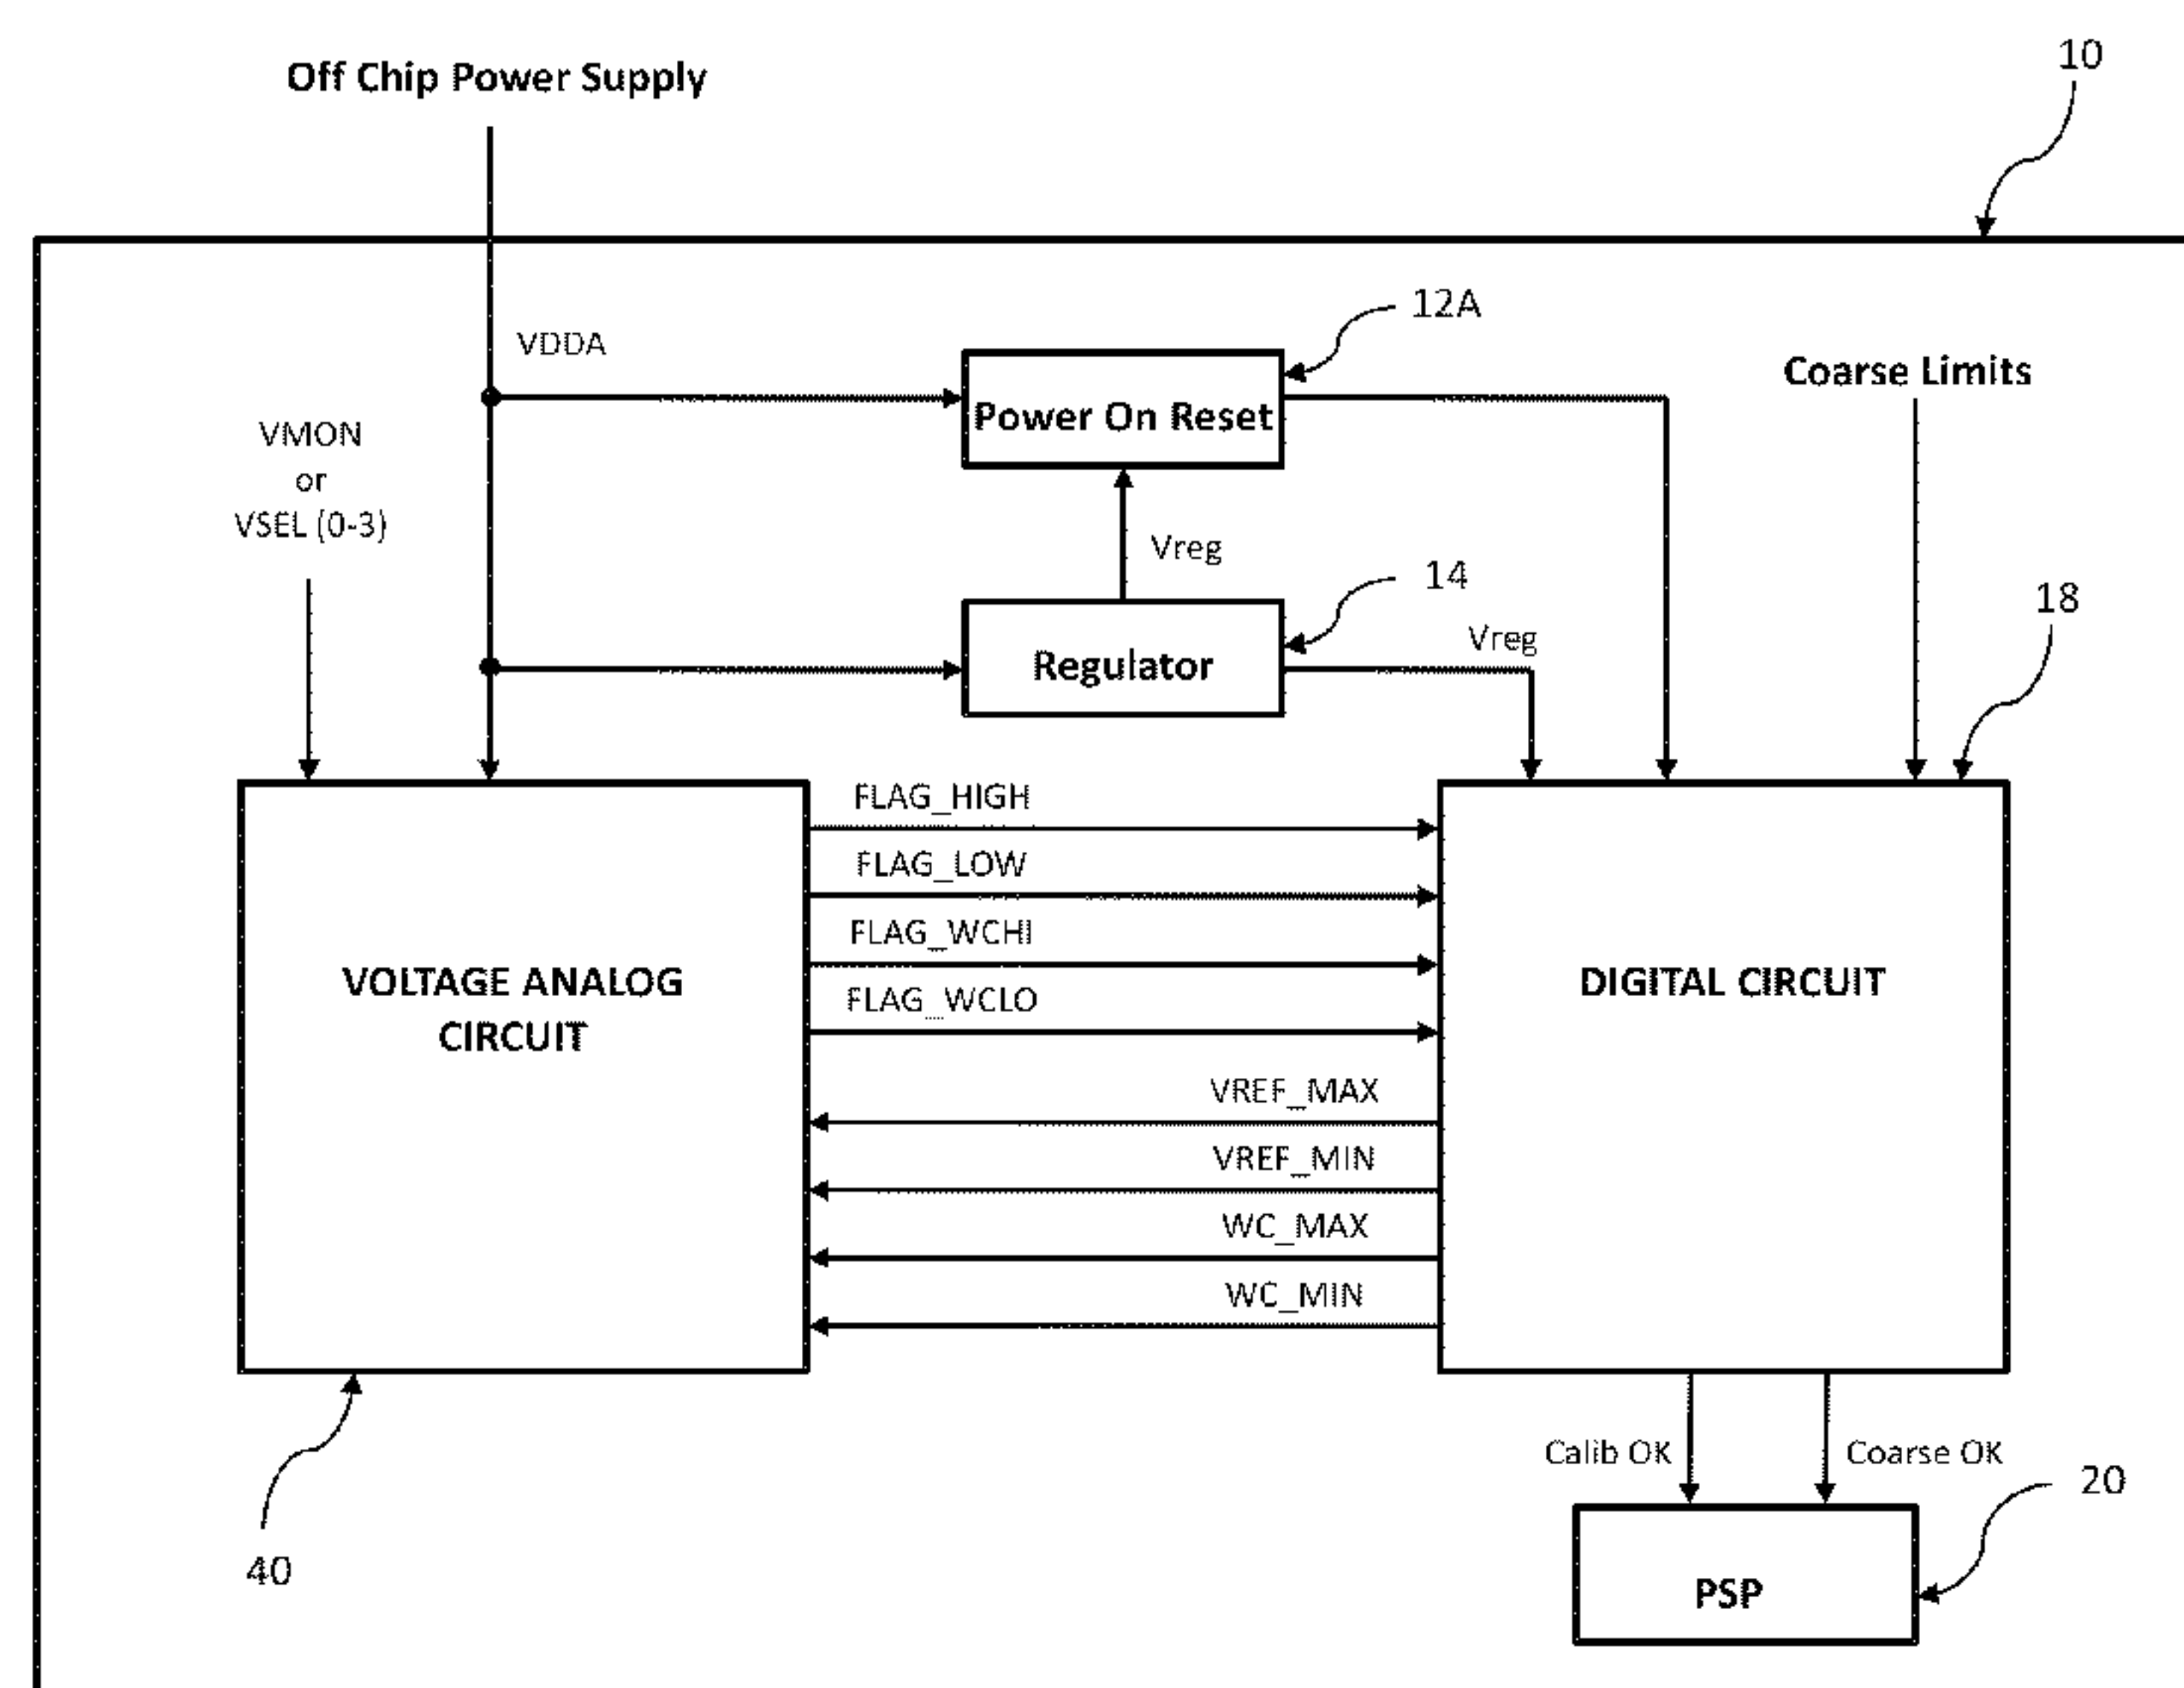 10
Off Chip Power Supply
12A
VDDA
Coarse Limits
Power On Reset
VMON
or
VSEL (0-3)
Vreg
14
18
Vreg
Regulator
FLAG_HIGH
FLAG_LOW
FLAG_WCHI
FLAG_WCLO
VOLTAGE ANALOG
CIRCUIT
DIGITAL CIRCUIT
VREF_MAX
VREF_MIN
WC_MAX
WC_MIN
Calib OK
Coarse OK
20
40
PSP